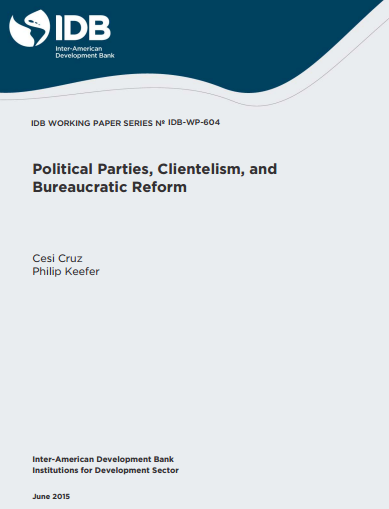 IDB
Inter-American
Development Bank
IDB WORKING PAPER SERIES Nº IDB-WP-604
Political Parties, Clientelism, and
Bureaucratic Reform
Cesi Cruz
Philip Keefer
Inter-American Development Bank
Institutions for Development Sector
June 2015